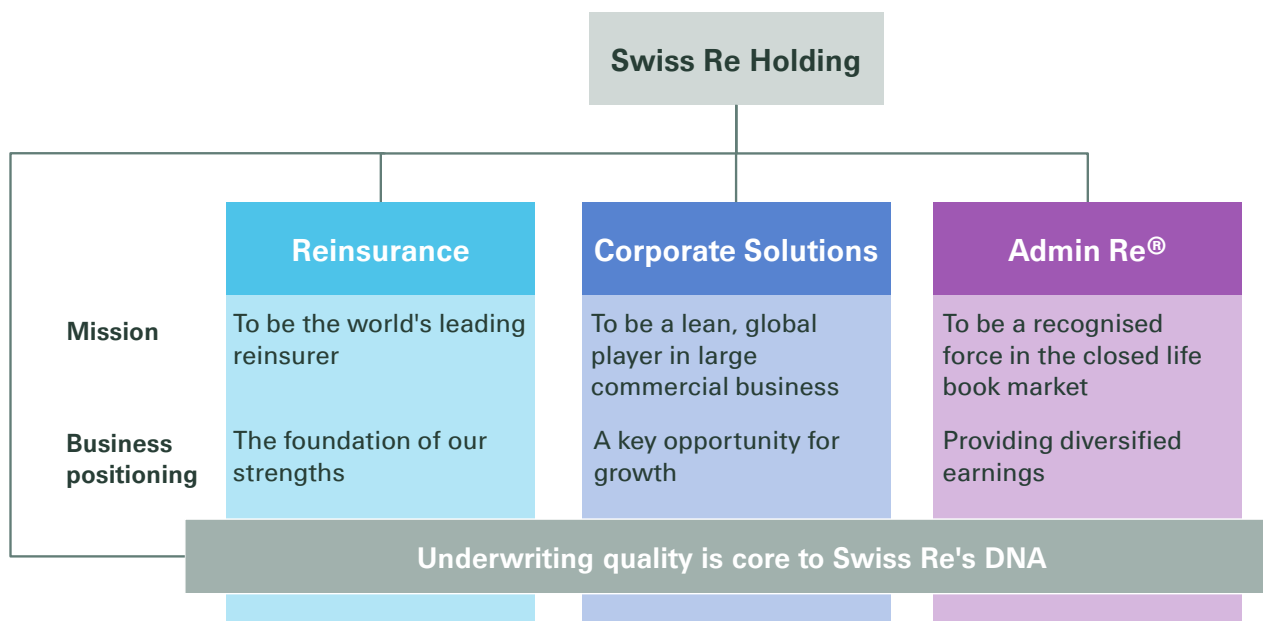 Swiss Re Holding
Reinsurance
Corporate Solutions
Admin Re®
Mission
To be the world's leading
reinsurer
To be a lean, global
player in large
commercial business
To be a recognised
force in the closed life
book market
Business
positioning
The foundation of our
strengths
A key opportunity for
growth
Providing diversified
earnings
Underwriting quality is core to Swiss Re's DNA